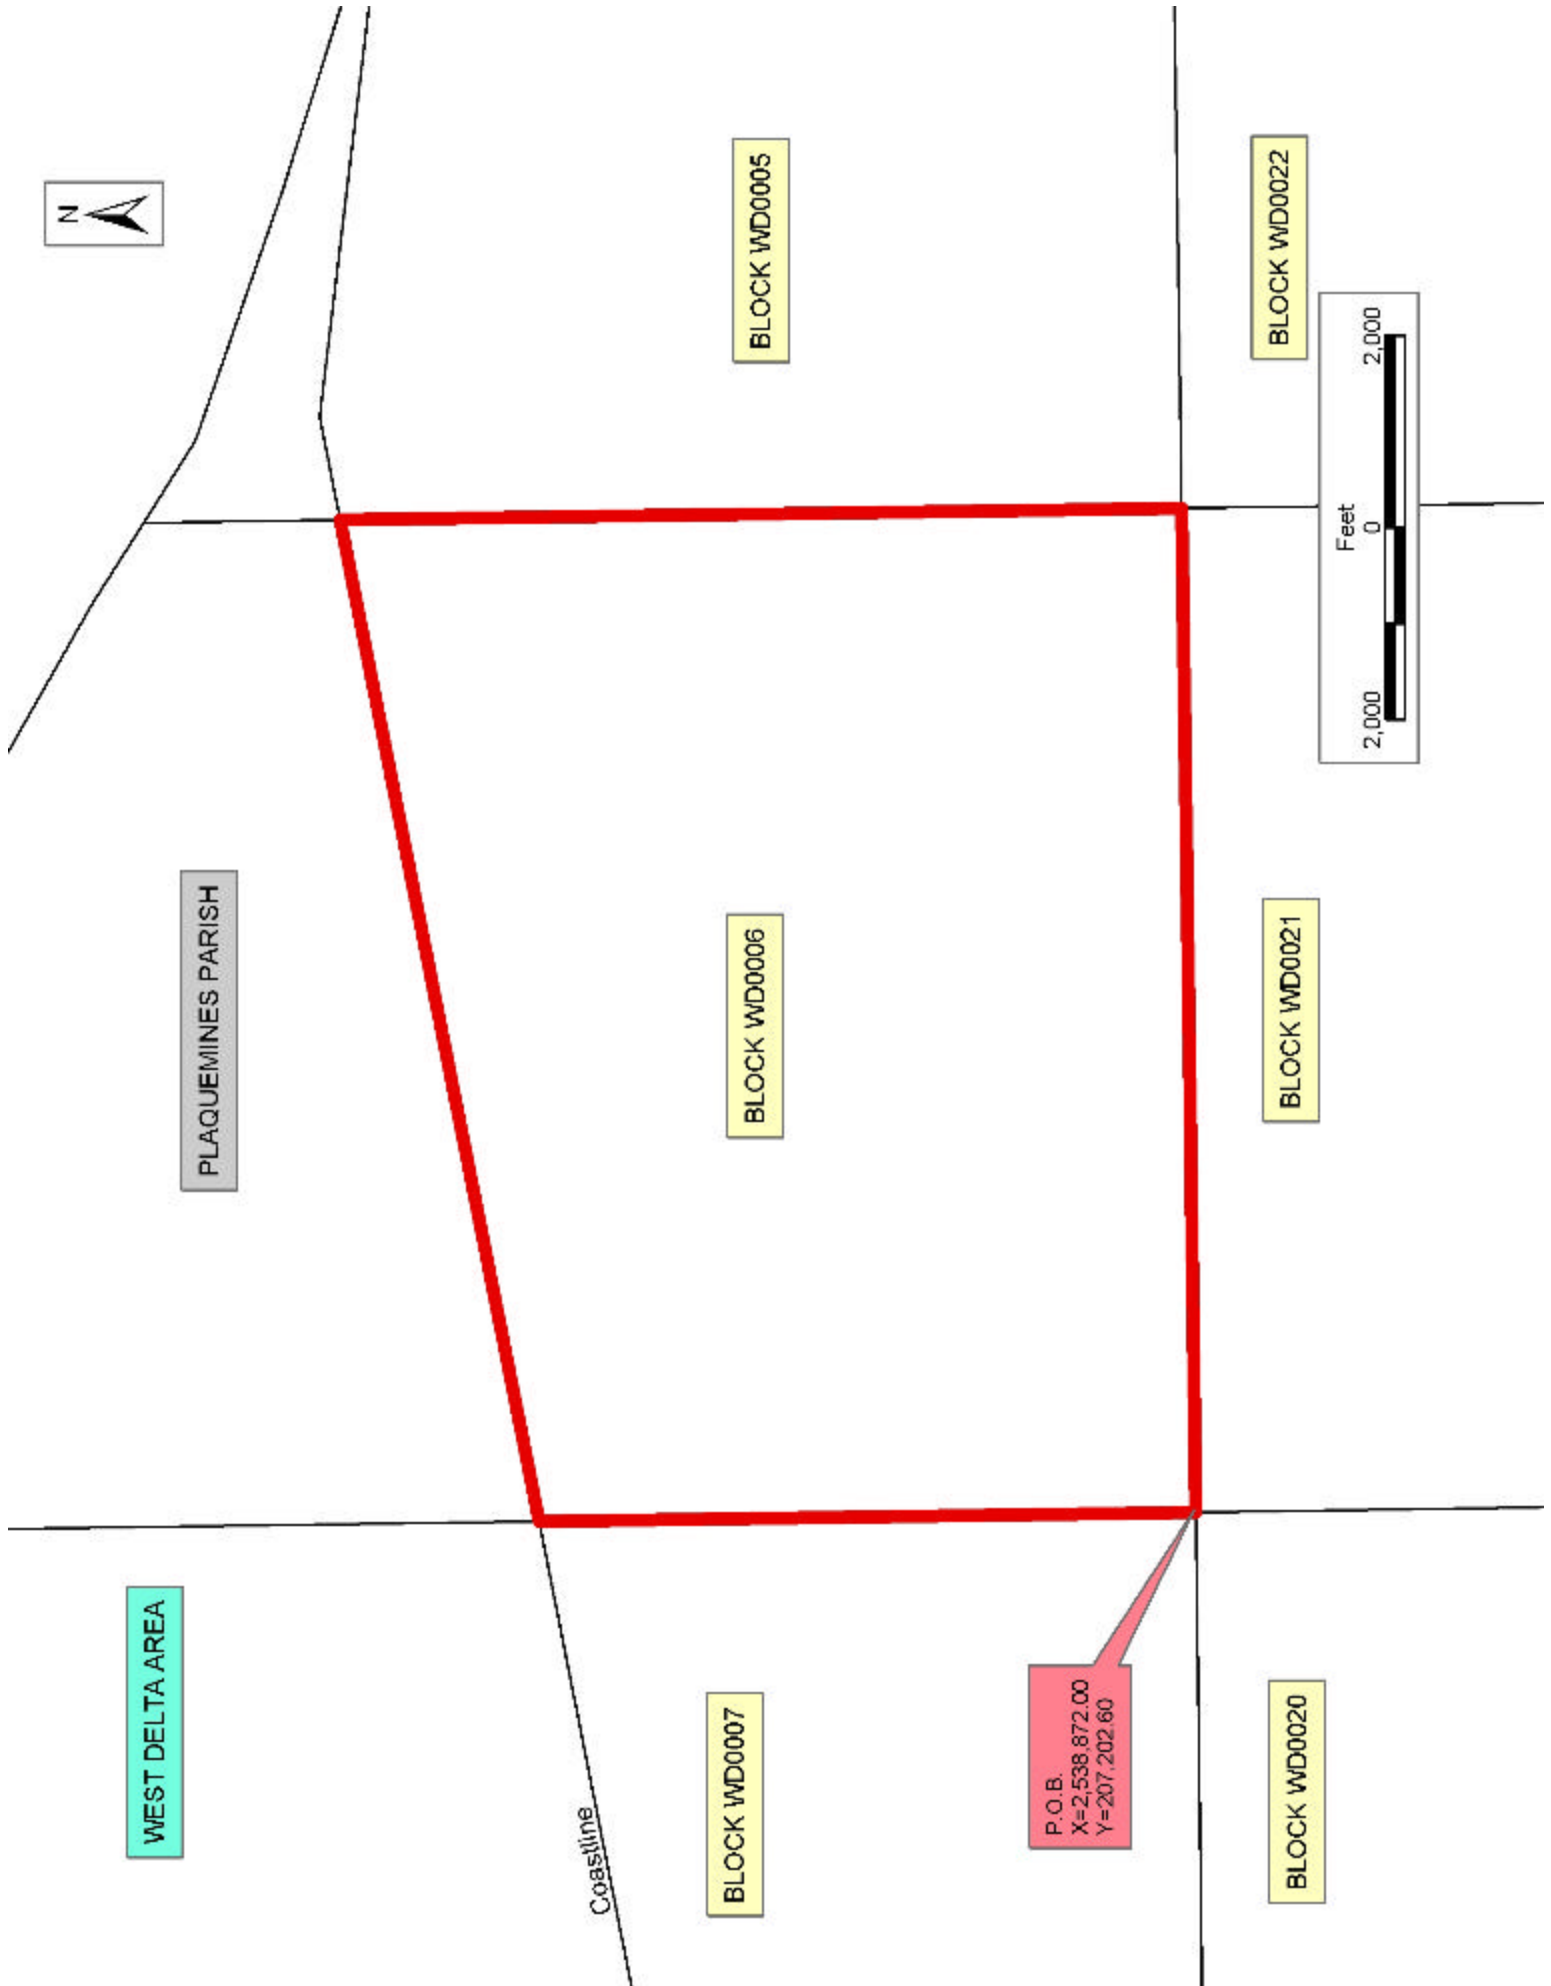 WEST DELTA AREA
PLAQUEMINES PARISH
N
Coastline
BLOCK WD0007
BLOCK WD0006
BLOCK WD0005
P.O.B.
X=2,538,872.00
Y=207,202.60
BLOCK WD0020
BLOCK WD0021
BLOCK WD0022
Feet
2,000 0 2,000